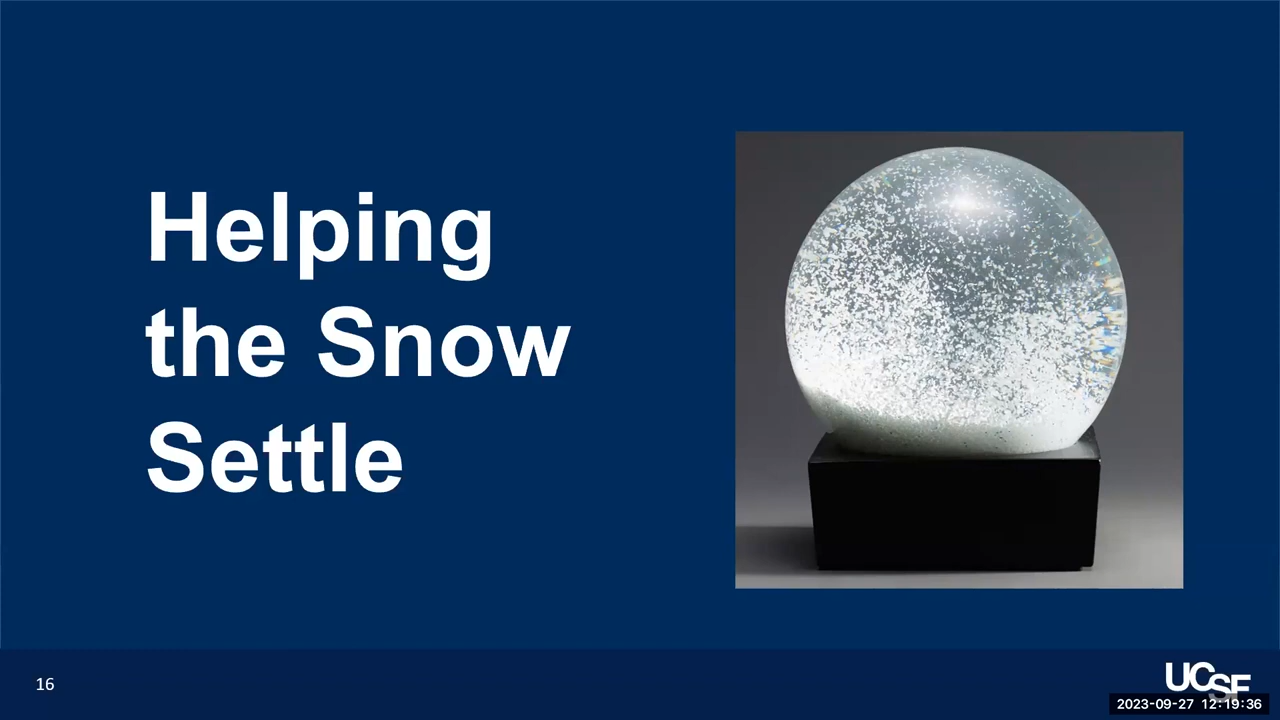 Helping
the Snow
Settle
16
UCSF
2023-09-27 12:19:36